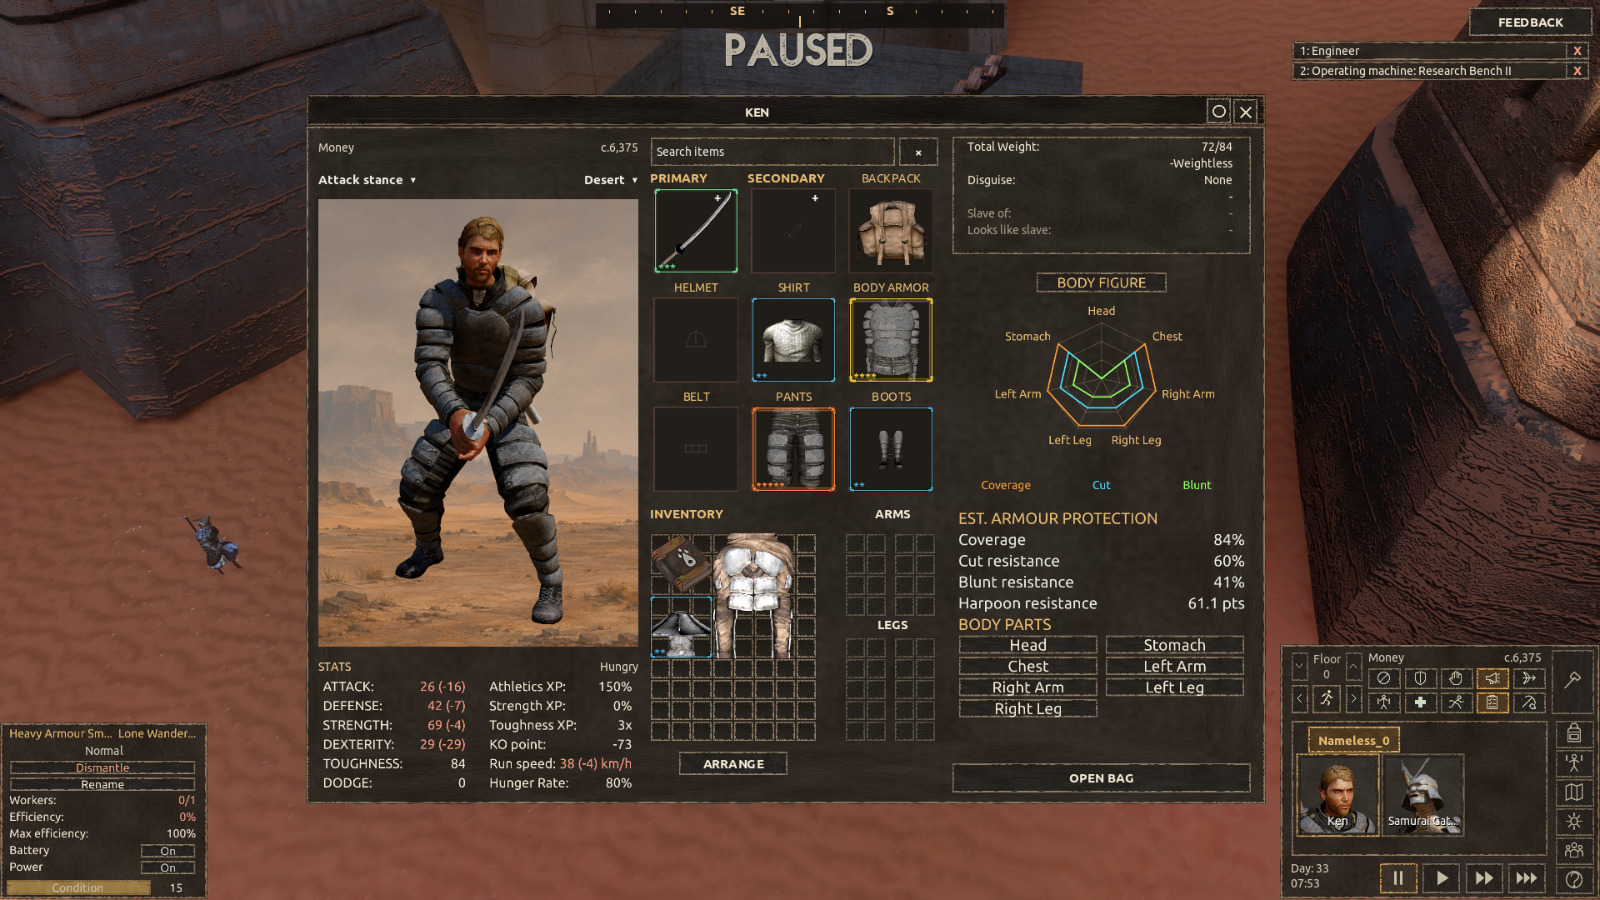 SE
S
PAUSED
FEEDBACK
1: Engineer X
2: Operating machine: Research Bench II X
KEN
Money c.6,375
Attack stance Desert
Search items
×
PRIMARY SECONDARY BACKPACK
HELMET SHIRT BODY ARMOR
BELT PANTS BOOTS
INVENTORY
ARMS
LEGS
ARRANGE
STATS Hungry
ATTACK: 26 (-16)
DEFENSE: 42 (-7)
STRENGTH: 69 (-4)
DEXTERITY: 29 (-29)
TOUGHNESS: 84
DODGE: 0
Athletics XP: 150%
Strength XP: 0%
Toughness XP: 3x
KO point: -73
Run speed: 38 (-4) km/h
Hunger Rate: 80%
Total Weight: 72/84
-Weightless
Disguise: None
-
Slave of: -
Looks like slave: -
BODY FIGURE
Head
Stomach Chest
Left Arm Right Arm
Left Leg Right Leg
Coverage Cut Blunt
EST. ARMOUR PROTECTION
Coverage 84%
Cut resistance 60%
Blunt resistance 41%
Harpoon resistance 61.1 pts
BODY PARTS
Head Stomach
Chest Left Arm
Right Arm Left Leg
Right Leg
OPEN BAG
Heavy Armour Sm... Lone Wander...
Normal
Dismantle
Rename
Workers: 0/1
Efficiency: 0%
Max efficiency: 100%
Battery On
Power On
Condition 15
Floor
0
Money c.6,375
Nameless_0
Ken
Samurai Gat...
Day: 33
07:53